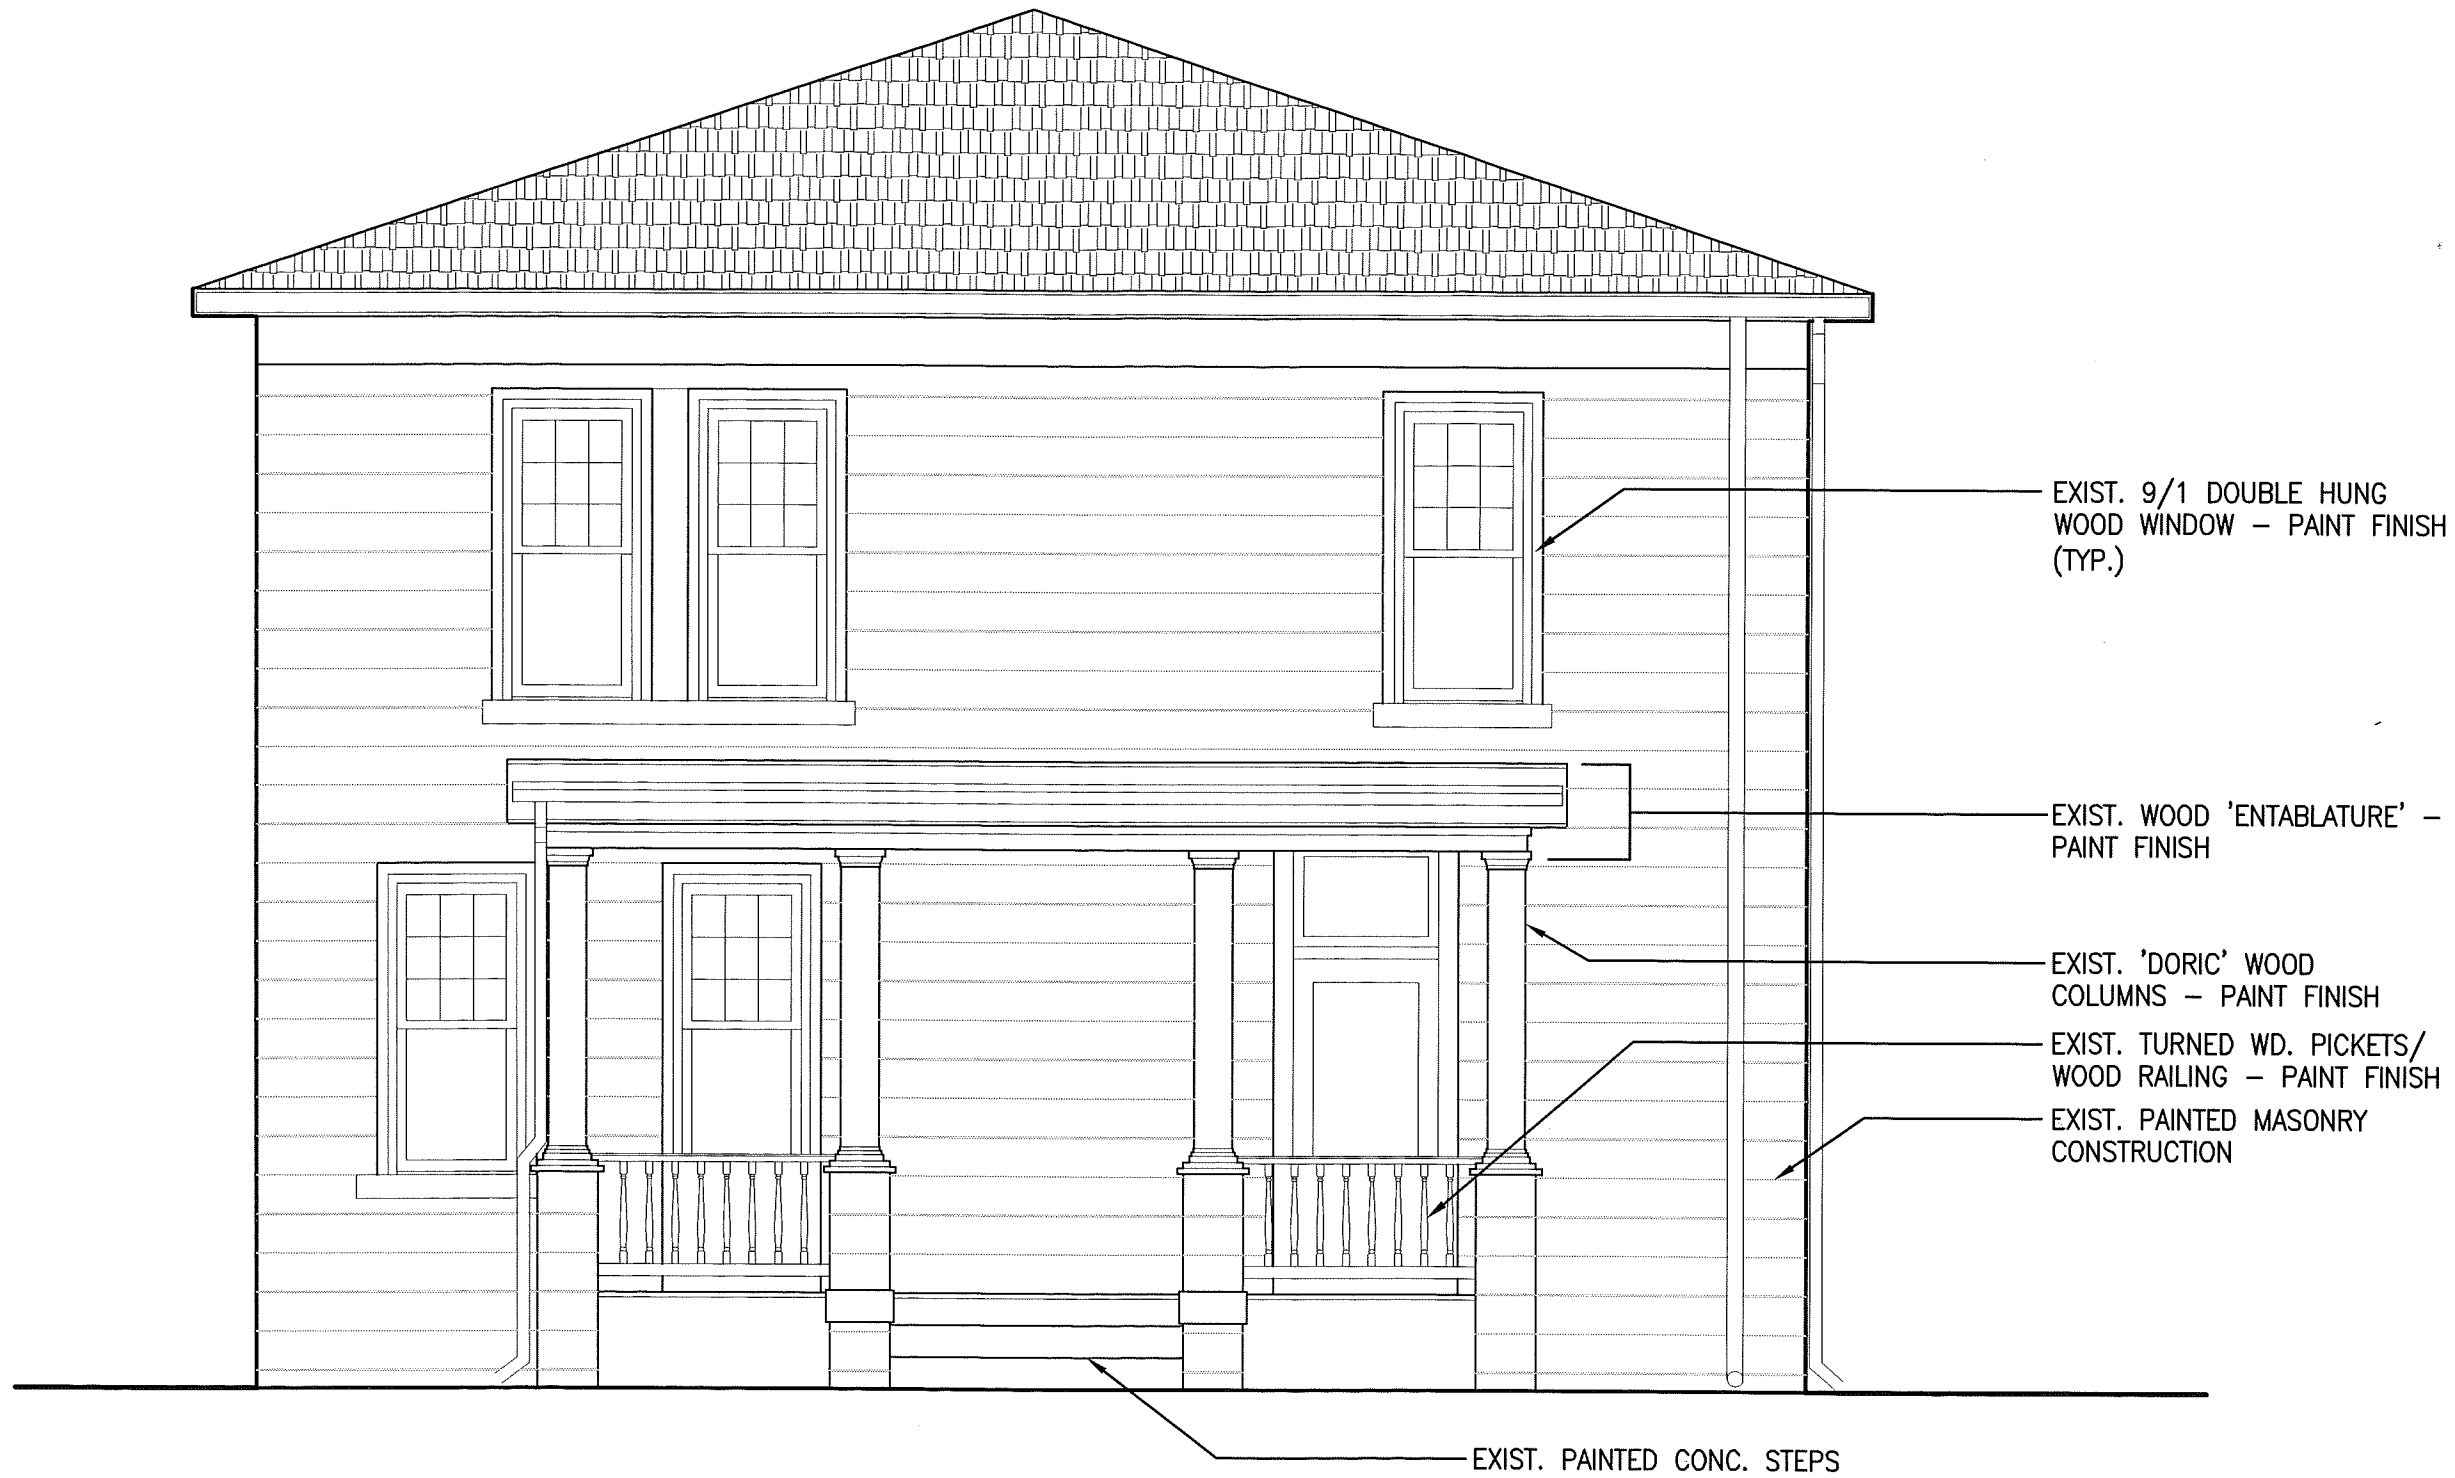 EXIST. 9/1 DOUBLE HUNG
WOOD WINDOW – PAINT FINISH
(TYP.)
EXIST. WOOD 'ENTABLATURE' –
PAINT FINISH
EXIST. 'DORIC' WOOD
COLUMNS – PAINT FINISH
EXIST. TURNED WD. PICKETS/
WOOD RAILING – PAINT FINISH
EXIST. PAINTED MASONRY
CONSTRUCTION
EXIST. PAINTED CONC. STEPS